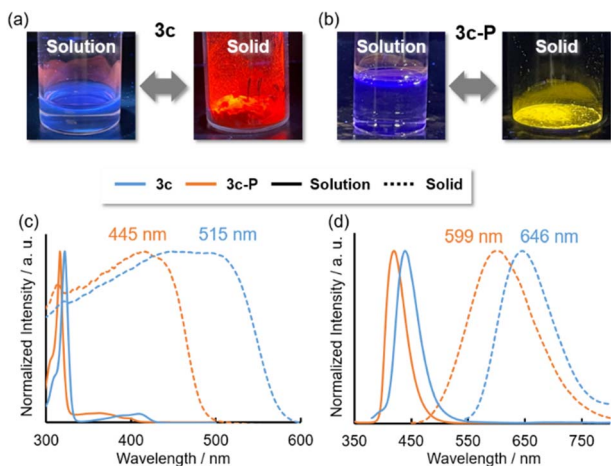 (a) 3c (b) 3c-P
Solution Solid Solution Solid
3c 3c-P Solution Solid
(c) (d)
445 nm 515 nm 599 nm 646 nm
Normalized Intensity / a. u.
300 400 500 600
Wavelength / nm
Normalized Intensity / a. u.
350 450 550 650 750
Wavelength / nm